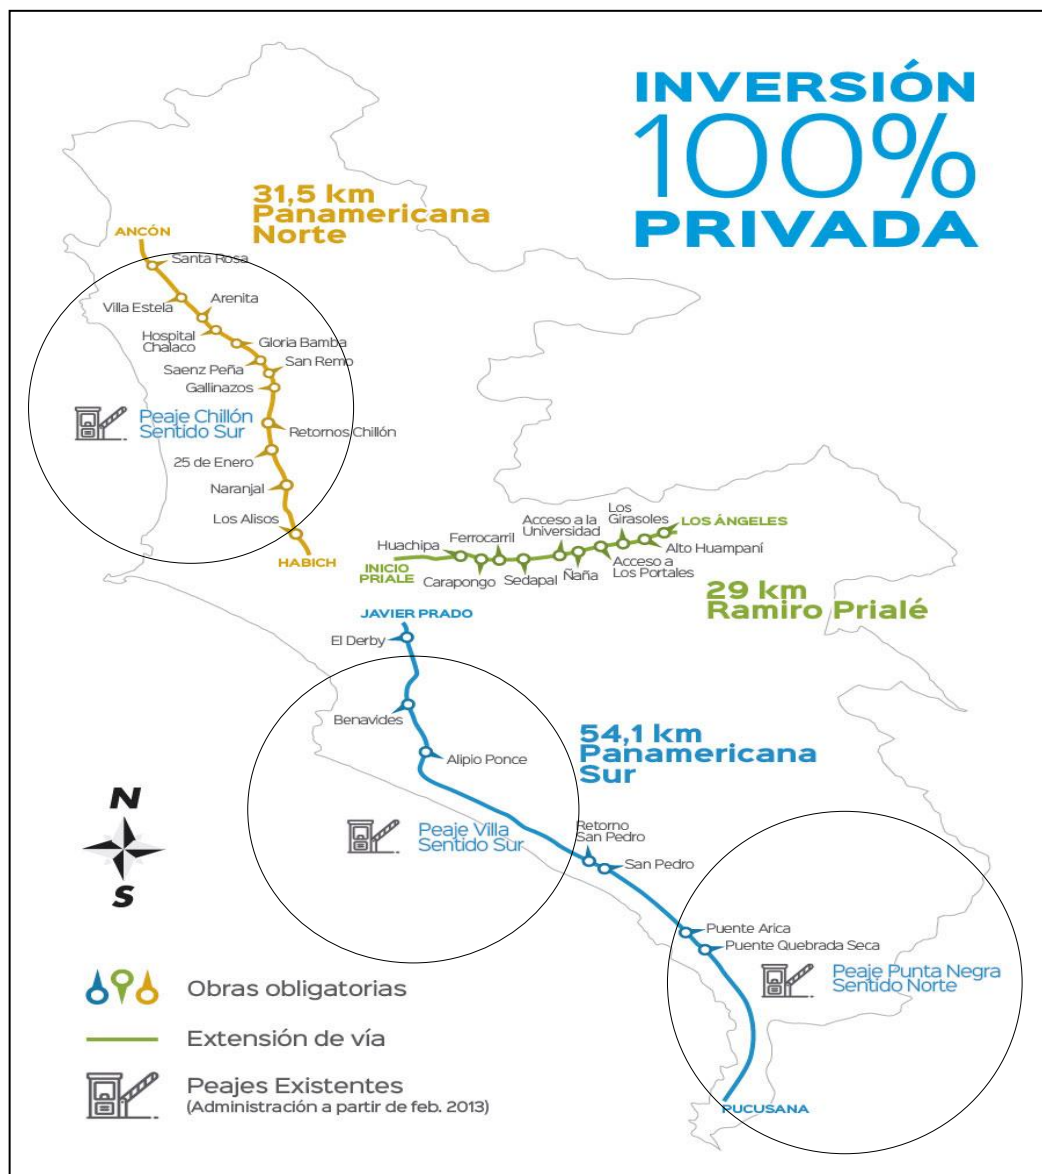 INVERSIÓN
100%
PRIVADA
31,5 km
Panamericana
Norte
ANCÓN
Santa Rosa
Villa Estela
Arenita
Hospital
Chalaco
Gloria Bamba
Saenz Peña
San Remo
Gallinazos
Peaje Chillón
Sentido Sur
Retornos Chillón
25 de Enero
Naranjal
Los Alisos
HABICH
INICIO
PRIALE
Huachipa
Carapongo
Ferrocarril
Sedapal
Acceso a la
Universidad
Ñaña
Acceso a
Los Portales
Los
Girasoles
Alto Huampaní
LOS ÁNGELES
29 km
Ramiro Prialé
JAVIER PRADO
El Derby
Benavides
Alipio Ponce
54,1 km
Panamericana
Sur
Peaje Villa
Sentido Sur
Retorno
San Pedro
San Pedro
Puente Arica
Puente Quebrada Seca
Peaje Punta Negra
Sentido Norte
PUCUSANA
N
S
Obras obligatorias
Extensión de vía
Peajes Existentes
(Administración a partir de feb. 2013)